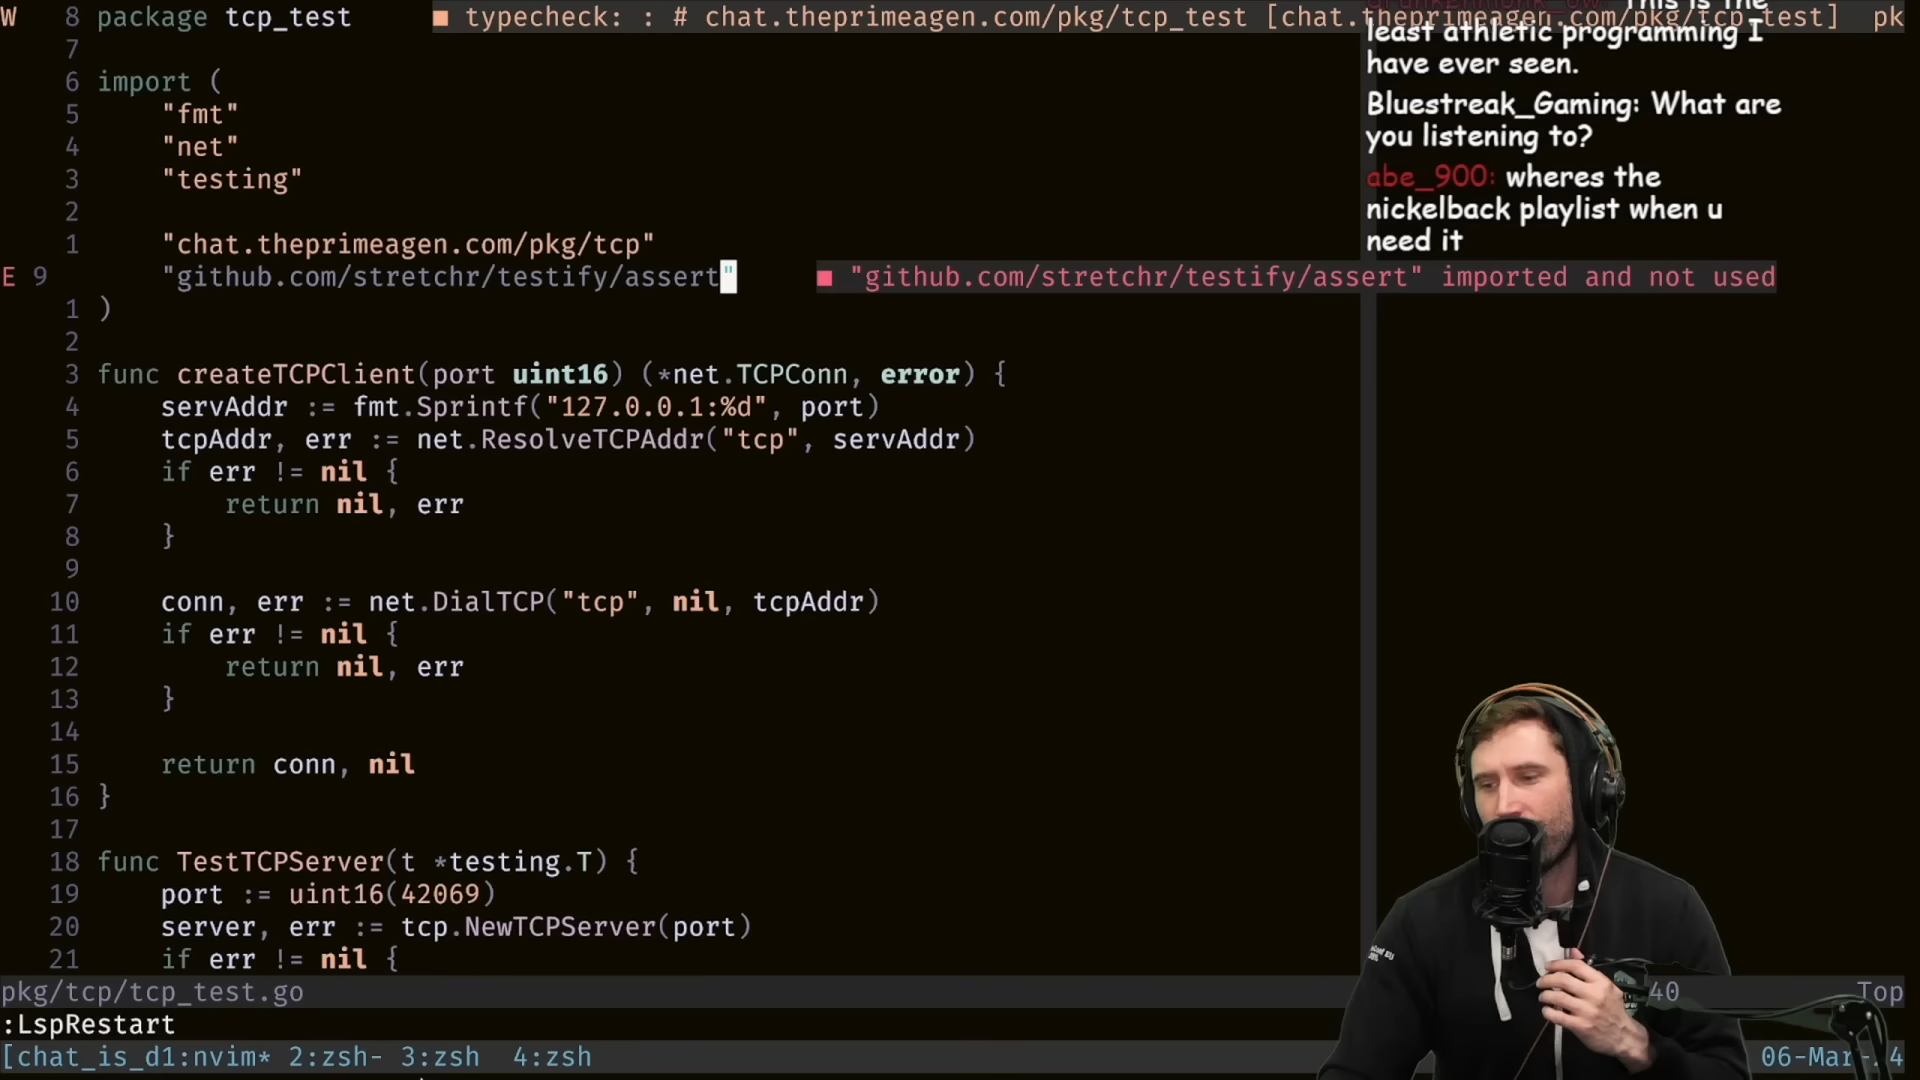 W 8 package tcp_test ■ typecheck: : # chat.theprimeagen.com/pkg/tcp_test [chat.theprimeagen.com/pkg/tcp_test] pk
7
6 import (
5 "fmt"
4 "net"
3 "testing"
2
1 "chat.theprimeagen.com/pkg/tcp"
E 9 "github.com/stretchr/testify/assert" ■ "github.com/stretchr/testify/assert" imported and not used
1 )
2
3 func createTCPClient(port uint16) (*net.TCPConn, error) {
4 servAddr := fmt.Sprintf("127.0.0.1:%d", port)
5 tcpAddr, err := net.ResolveTCPAddr("tcp", servAddr)
6 if err != nil {
7 return nil, err
8 }
9
10 conn, err := net.DialTCP("tcp", nil, tcpAddr)
11 if err != nil {
12 return nil, err
13 }
14
15 return conn, nil
16 }
17
18 func TestTCPServer(t *testing.T) {
19 port := uint16(42069)
20 server, err := tcp.NewTCPServer(port)
21 if err != nil {
pkg/tcp/tcp_test.go 40 Top
:LspRestart
[chat_is_d1:nvim* 2:zsh- 3:zsh 4:zsh 06-Mar 4
This is the
least athletic programming I
have ever seen.
Bluestreak_Gaming: What are
you listening to?
abe_900: wheres the
nickelback playlist when u
need it